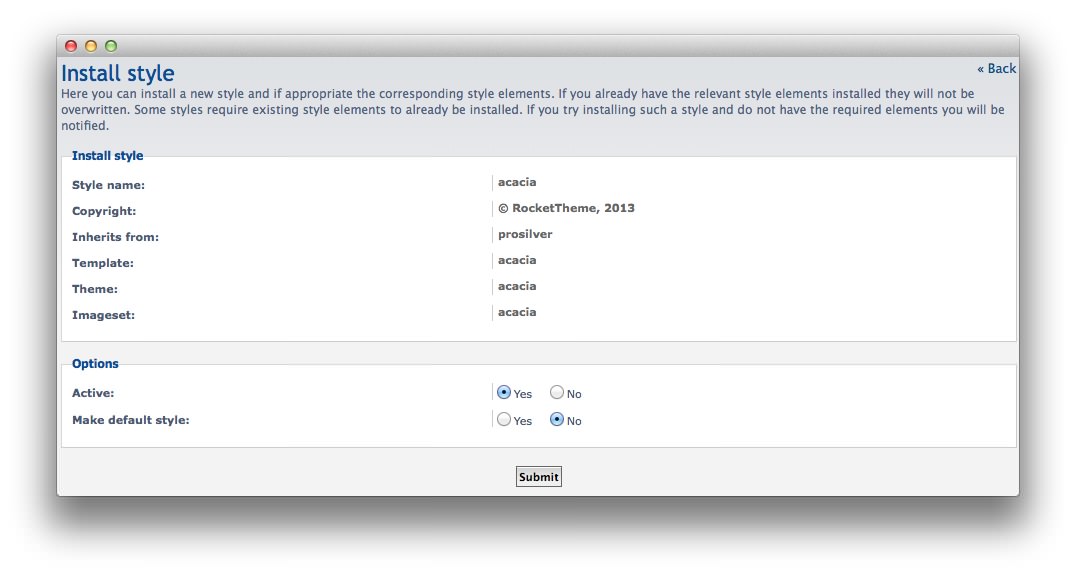 Install style
« Back
Here you can install a new style and if appropriate the corresponding style elements. If you already have the relevant style elements installed they will not be
overwritten. Some styles require existing style elements to already be installed. If you try installing such a style and do not have the required elements you will be
notified.
Install style
Style name: acacia
Copyright: © RocketTheme, 2013
Inherits from: prosilver
Template: acacia
Theme: acacia
Imageset: acacia
Options
Active: Yes No
Make default style: Yes No
Submit